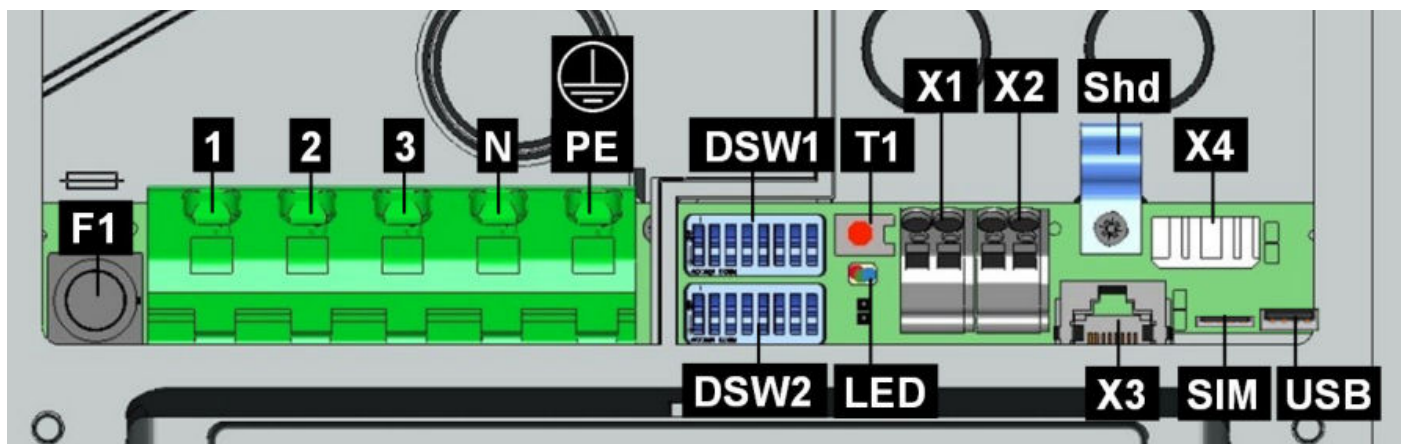 X1 X2 Shd
1 2 3 N PE DSW1 T1 X4
F1
DSW2 LED X3 SIM USB